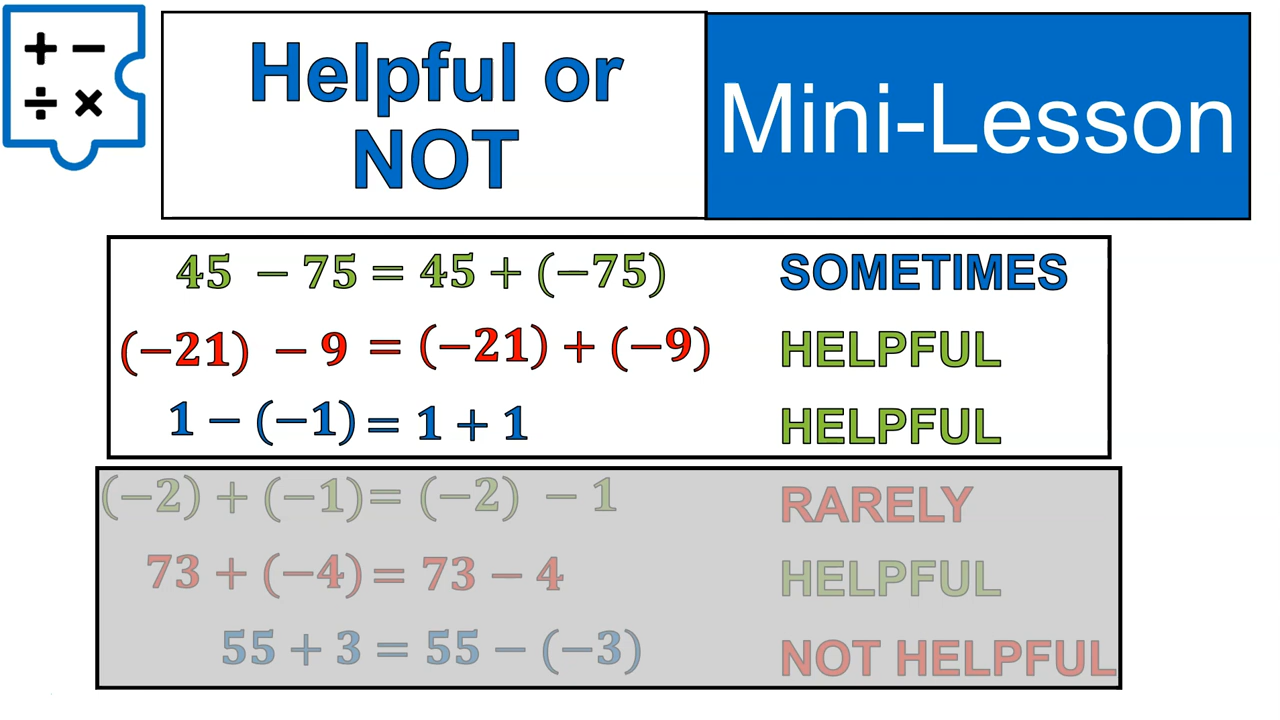 + −
÷ ×
Helpful or
NOT
Mini-Lesson
45 − 75 = 45 + (−75) SOMETIMES
(−21) − 9 = (−21) + (−9) HELPFUL
1 − (−1) = 1 + 1 HELPFUL
(−2) + (−1) = (−2) − 1 RARELY
73 + (−4) = 73 − 4 HELPFUL
55 + 3 = 55 − (−3) NOT HELPFUL